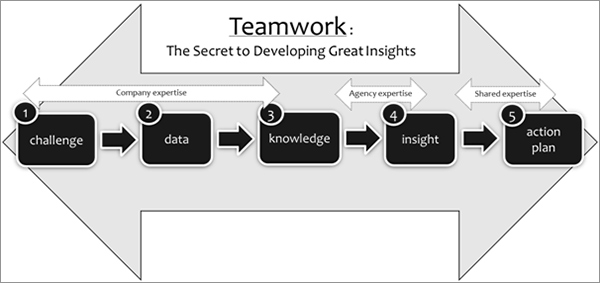 Teamwork:
The Secret to Developing Great Insights
Company expertise
Agency expertise
Shared expertise
1
challenge
2
data
3
knowledge
4
insight
5
action
plan